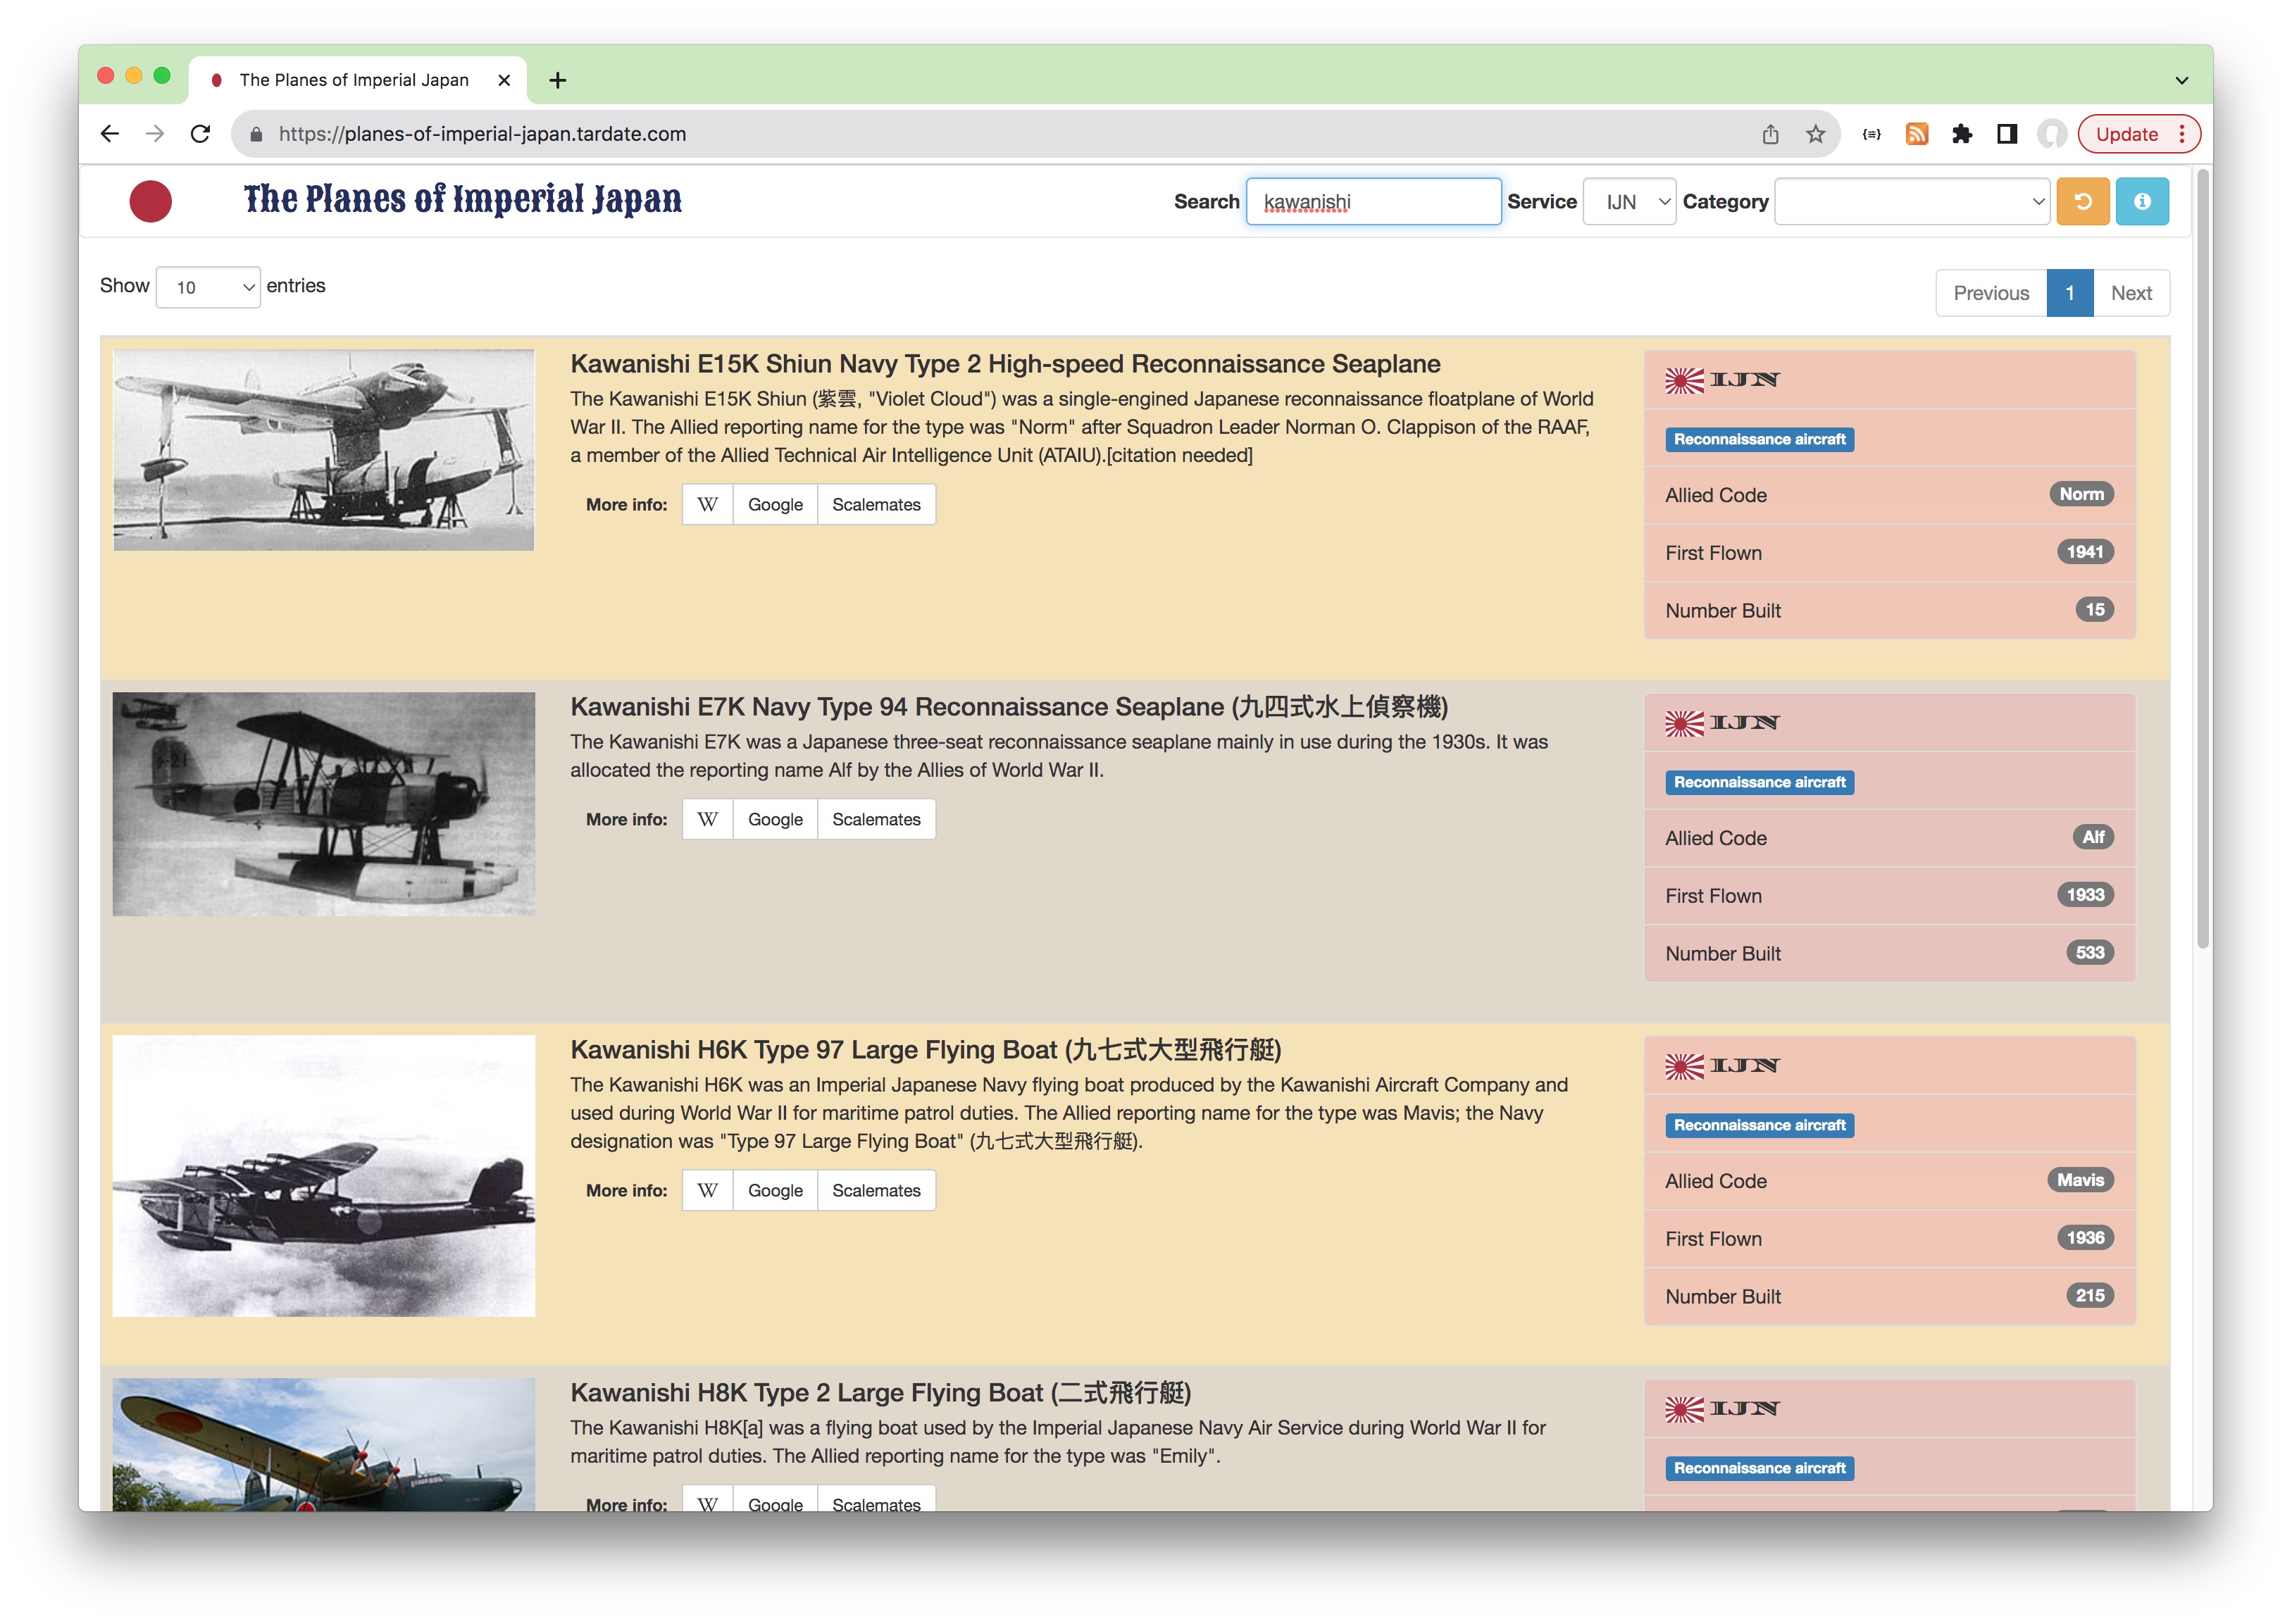 The Planes of Imperial Japan
https://planes-of-imperial-japan.tardate.com
Update
The Planes of Imperial Japan
Search kawanishi Service IJN Category
Show 10 entries
Previous 1 Next
Kawanishi E15K Shiun Navy Type 2 High-speed Reconnaissance Seaplane
The Kawanishi E15K Shiun (紫雲, "Violet Cloud") was a single-engined Japanese reconnaissance floatplane of World
War II. The Allied reporting name for the type was "Norm" after Squadron Leader Norman O. Clappison of the RAAF,
a member of the Allied Technical Air Intelligence Unit (ATAIU).[citation needed]
More info: W Google Scalemates
IJN
Reconnaissance aircraft
Allied Code Norm
First Flown 1941
Number Built 15
Kawanishi E7K Navy Type 94 Reconnaissance Seaplane (九四式水上偵察機)
The Kawanishi E7K was a Japanese three-seat reconnaissance seaplane mainly in use during the 1930s. It was
allocated the reporting name Alf by the Allies of World War II.
More info: W Google Scalemates
IJN
Reconnaissance aircraft
Allied Code Alf
First Flown 1933
Number Built 533
Kawanishi H6K Type 97 Large Flying Boat (九七式大型飛行艇)
The Kawanishi H6K was an Imperial Japanese Navy flying boat produced by the Kawanishi Aircraft Company and
used during World War II for maritime patrol duties. The Allied reporting name for the type was Mavis; the Navy
designation was "Type 97 Large Flying Boat" (九七式大型飛行艇).
More info: W Google Scalemates
IJN
Reconnaissance aircraft
Allied Code Mavis
First Flown 1936
Number Built 215
Kawanishi H8K Type 2 Large Flying Boat (二式飛行艇)
The Kawanishi H8K[a] was a flying boat used by the Imperial Japanese Navy Air Service during World War II for
maritime patrol duties. The Allied reporting name for the type was "Emily".
More info: W Google Scalemates
IJN
Reconnaissance aircraft